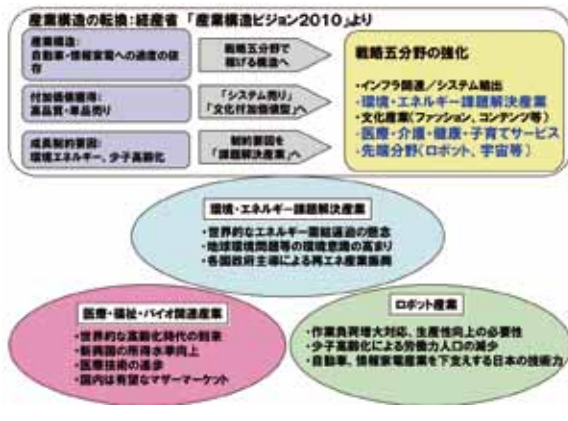 産業構造の転換:経産省「産業構造ビジョン2010」より
産業構造:
自動車・情報家電への過度の依
存
戦略五分野で
稼げる構造へ
付加価値獲得:
高品質・単品売り
「システム売り」
「文化付加価値型」へ
成長制約要因:
環境エネルギー、少子高齢化
制約要因を
「課題解決産業」へ
戦略五分野の強化
・インフラ関連/システム輸出
・環境・エネルギー課題解決産業
・文化産業(ファッション、コンテンツ等)
・医療・介護・健康・子育てサービス
・先端分野(ロボット、宇宙等)
環境・エネルギー課題解決産業
・世界的なエネルギー需給逼迫の懸念
・地球環境問題等の環境意識の高まり
・各国政府主導による再エネ産業振興
医療・福祉・バイオ関連産業
・世界的な高齢化時代の到来
・新興国の所得水準向上
・医療技術の進歩
・国内は有望なマザーマーケット
ロボット産業
・作業負荷増大対応、生産性向上の必要性
・少子高齢化による労働力人口の減少
・自動車、情報家電産業を下支えする日本の技術力